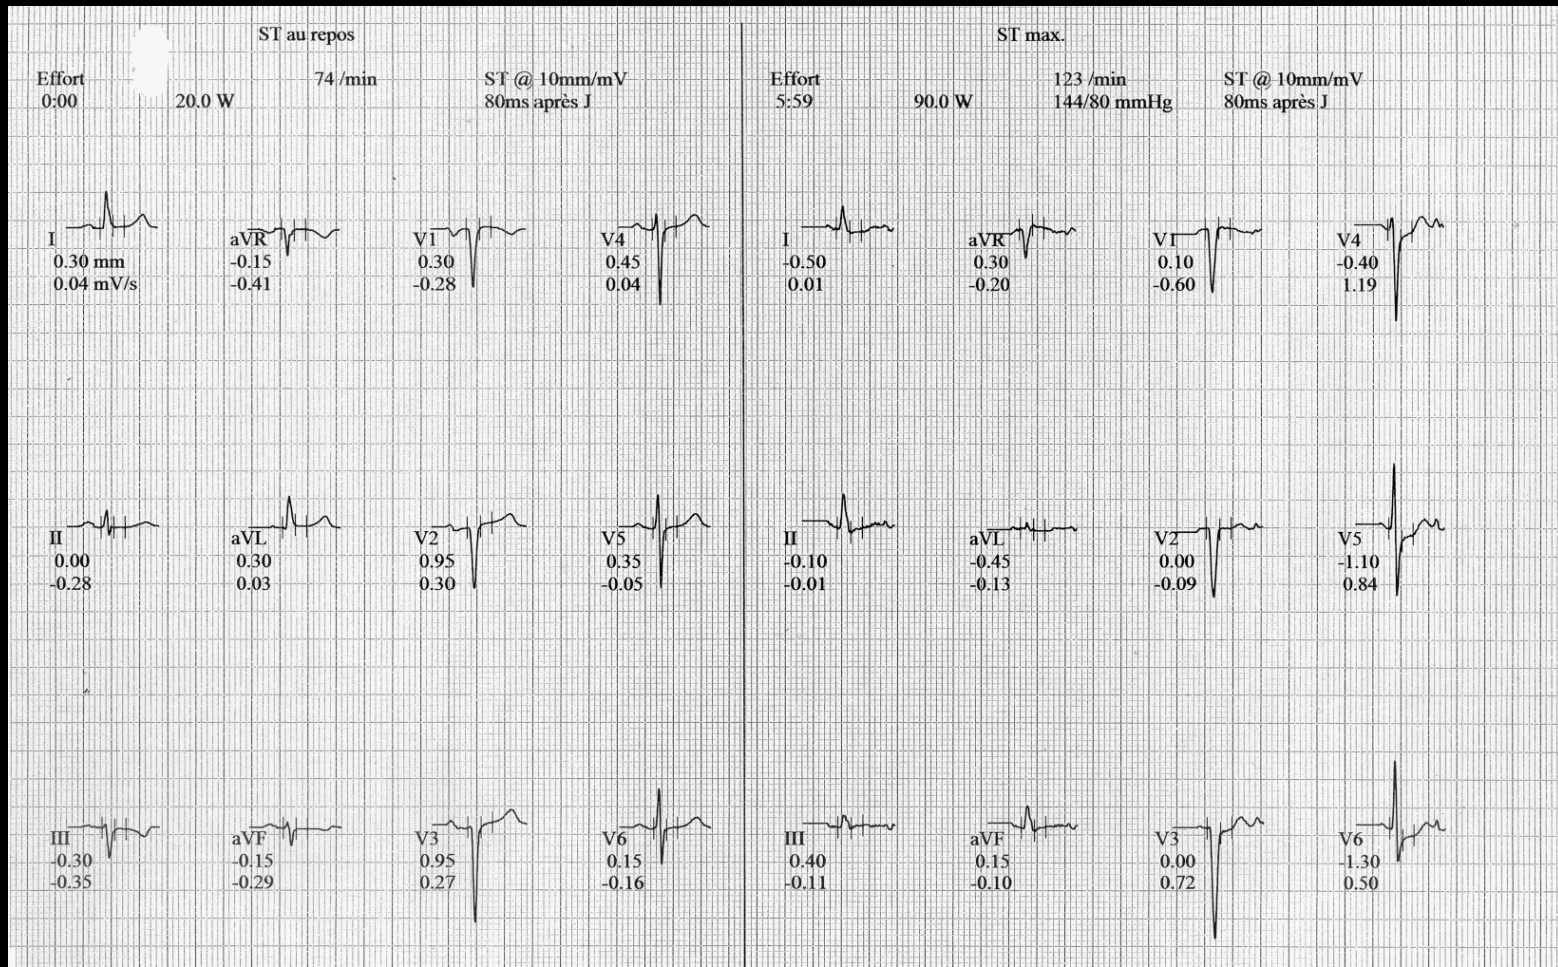 ST au repos
Effort 74 /min ST @ 10mm/mV
0:00 20.0 W 80ms après J
I aVR V1 V4
0.30 mm -0.15 0.30 0.45
0.04 mV/s -0.41 -0.28 0.04
II aVL V2 V5
0.00 0.30 0.95 0.35
-0.28 0.03 0.30 -0.05
III aVF V3 V6
-0.30 -0.15 0.95 0.15
-0.35 -0.29 0.27 -0.16
ST max.
Effort 123 /min ST @ 10mm/mV
5:59 90.0 W 144/80 mmHg 80ms après J
I aVR V1 V4
-0.50 0.30 0.10 -0.40
0.01 -0.20 -0.60 1.19
II aVL V2 V5
-0.10 -0.45 0.00 -1.10
-0.01 -0.13 -0.09 0.84
III aVF V3 V6
0.40 0.15 0.00 -1.30
-0.11 -0.10 0.72 0.50